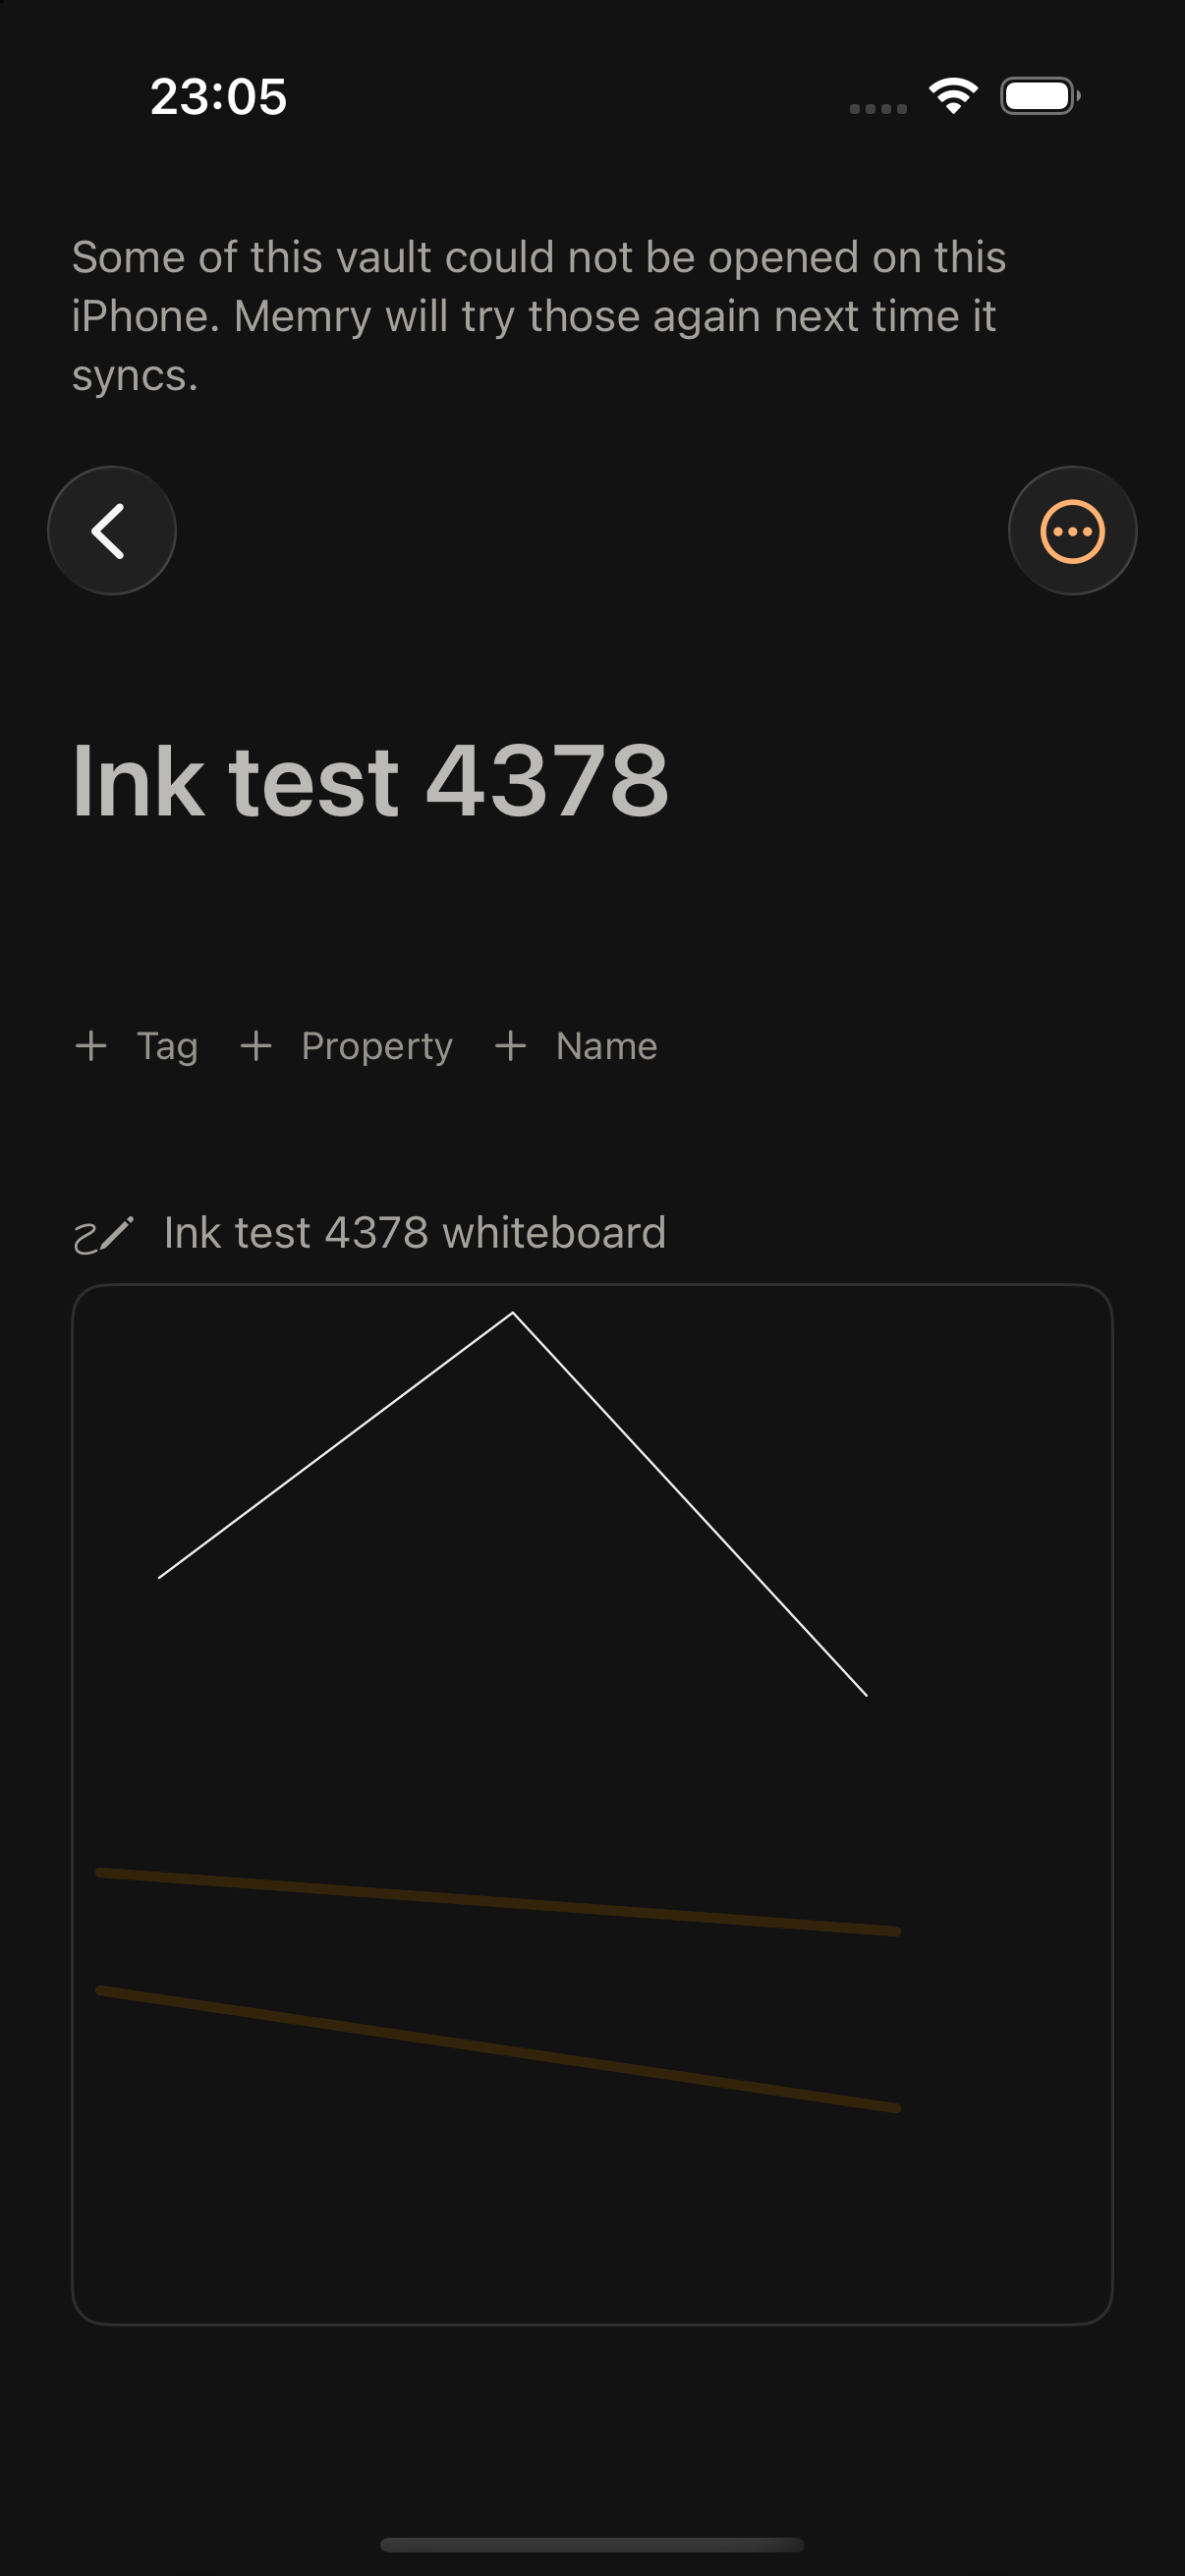 23:05
Some of this vault could not be opened on this
iPhone. Memry will try those again next time it
syncs.
Ink test 4378
+ Tag + Property + Name
Ink test 4378 whiteboard